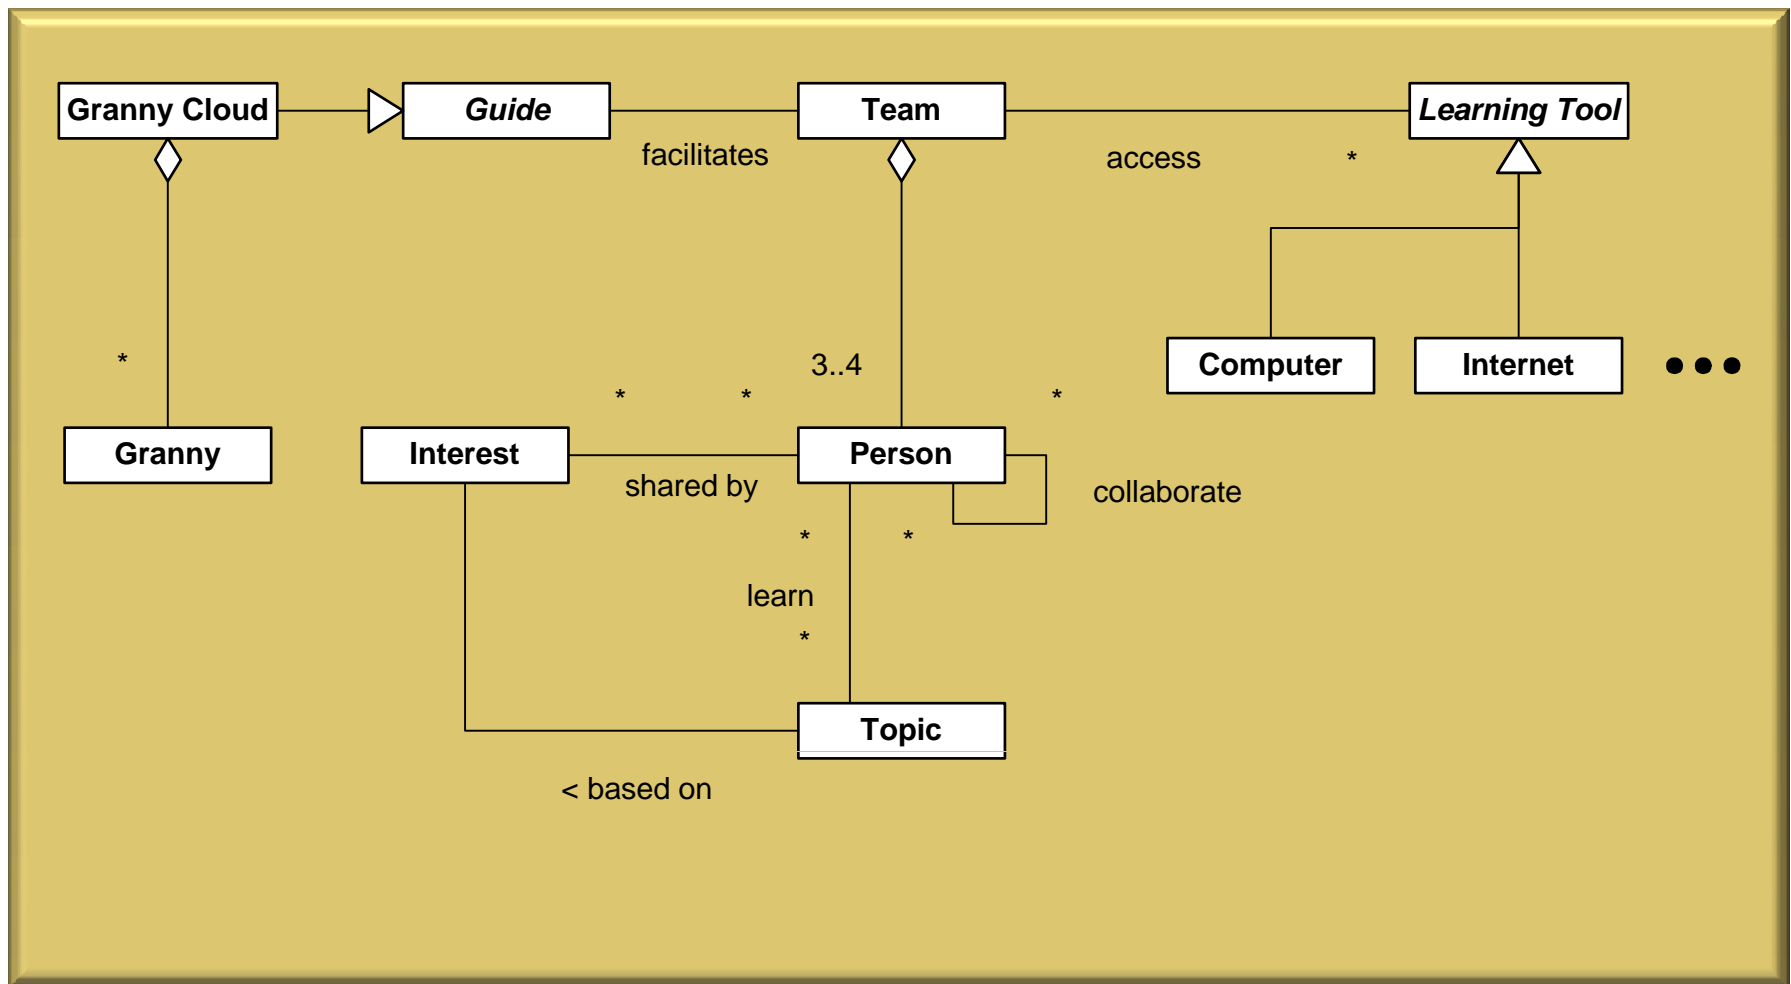 Granny Cloud
Guide
Team
Learning Tool
facilitates
access
*
*
3..4
Computer
Internet
•••
*
*
*
Granny
Interest
Person
shared by
collaborate
*
*
learn
*
Topic
< based on